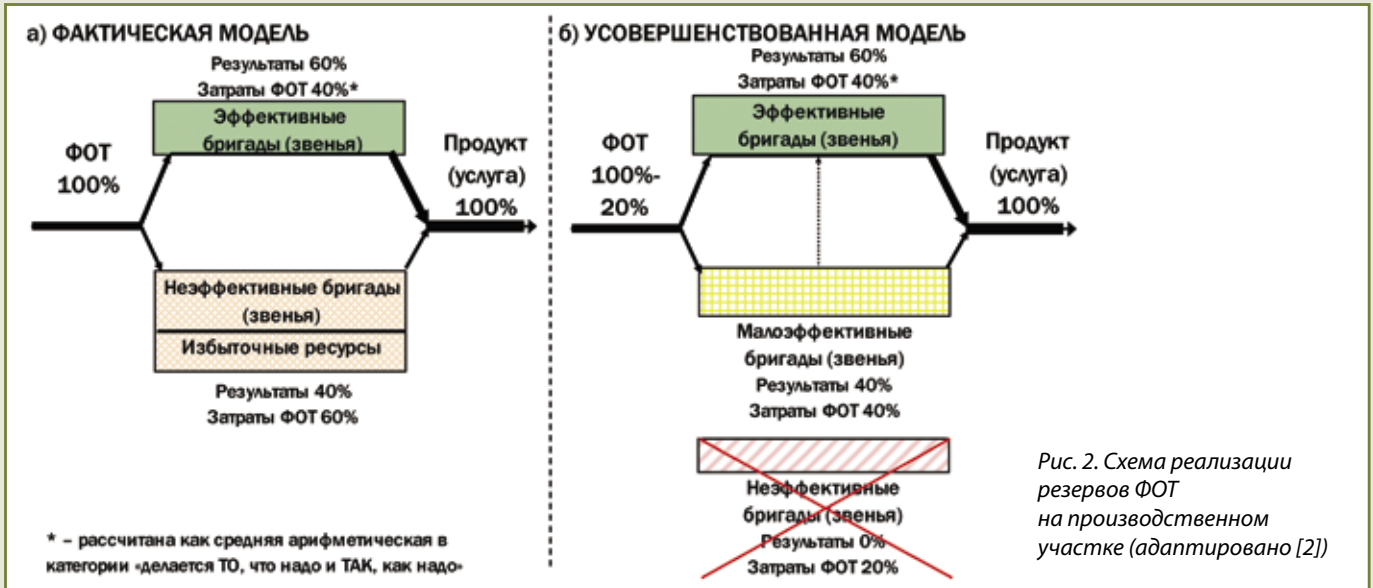 а) ФАКТИЧЕСКАЯ МОДЕЛЬ
Результаты 60%
Затраты ФОТ 40%*
Эффективные
бригады (звенья)
ФОТ
100%
Продукт
(услуга)
100%
Неэффективные бригады
(звенья)
Избыточные ресурсы
Результаты 40%
Затраты ФОТ 60%
* – рассчитана как средняя арифметическая в
категории «делается ТО, что надо и ТАК, как надо»
б) УСОВЕРШЕНСТВОВАННАЯ МОДЕЛЬ
Результаты 60%
Затраты ФОТ 40%*
Эффективные
бригады (звенья)
ФОТ
100%-
20%
Продукт
(услуга)
100%
Малоэффективные
бригады (звенья)
Результаты 40%
Затраты ФОТ 40%
Неэффективные
бригады (звенья)
Результаты 0%
Затраты ФОТ 20%
Рис. 2. Схема реализации
резервов ФОТ
на производственном
участке (адаптировано [2])